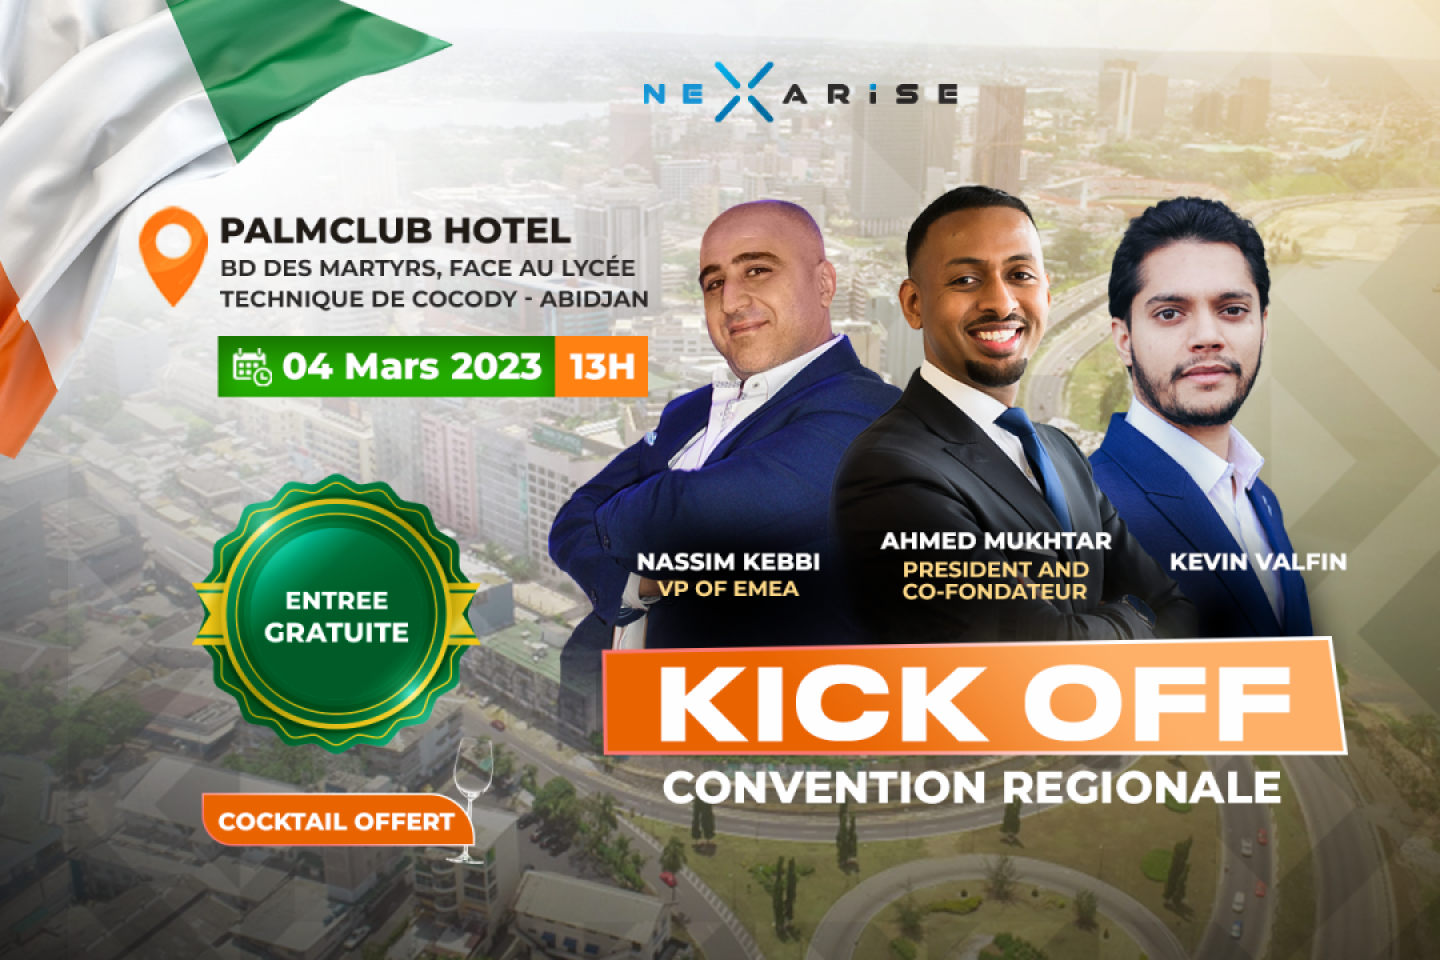 NEXARISE
PALMCLUB HOTEL
BD DES MARTYRS, FACE AU LYCÉE
TECHNIQUE DE COCODY - ABIDJAN
04 Mars 2023 13H
NASSIM KEBBI
VP OF EMEA
AHMED MUKHTAR
PRESIDENT AND
CO-FONDATEUR
KEVIN VALFIN
ENTREE
GRATUITE
KICK OFF
CONVENTION REGIONALE
COCKTAIL OFFERT